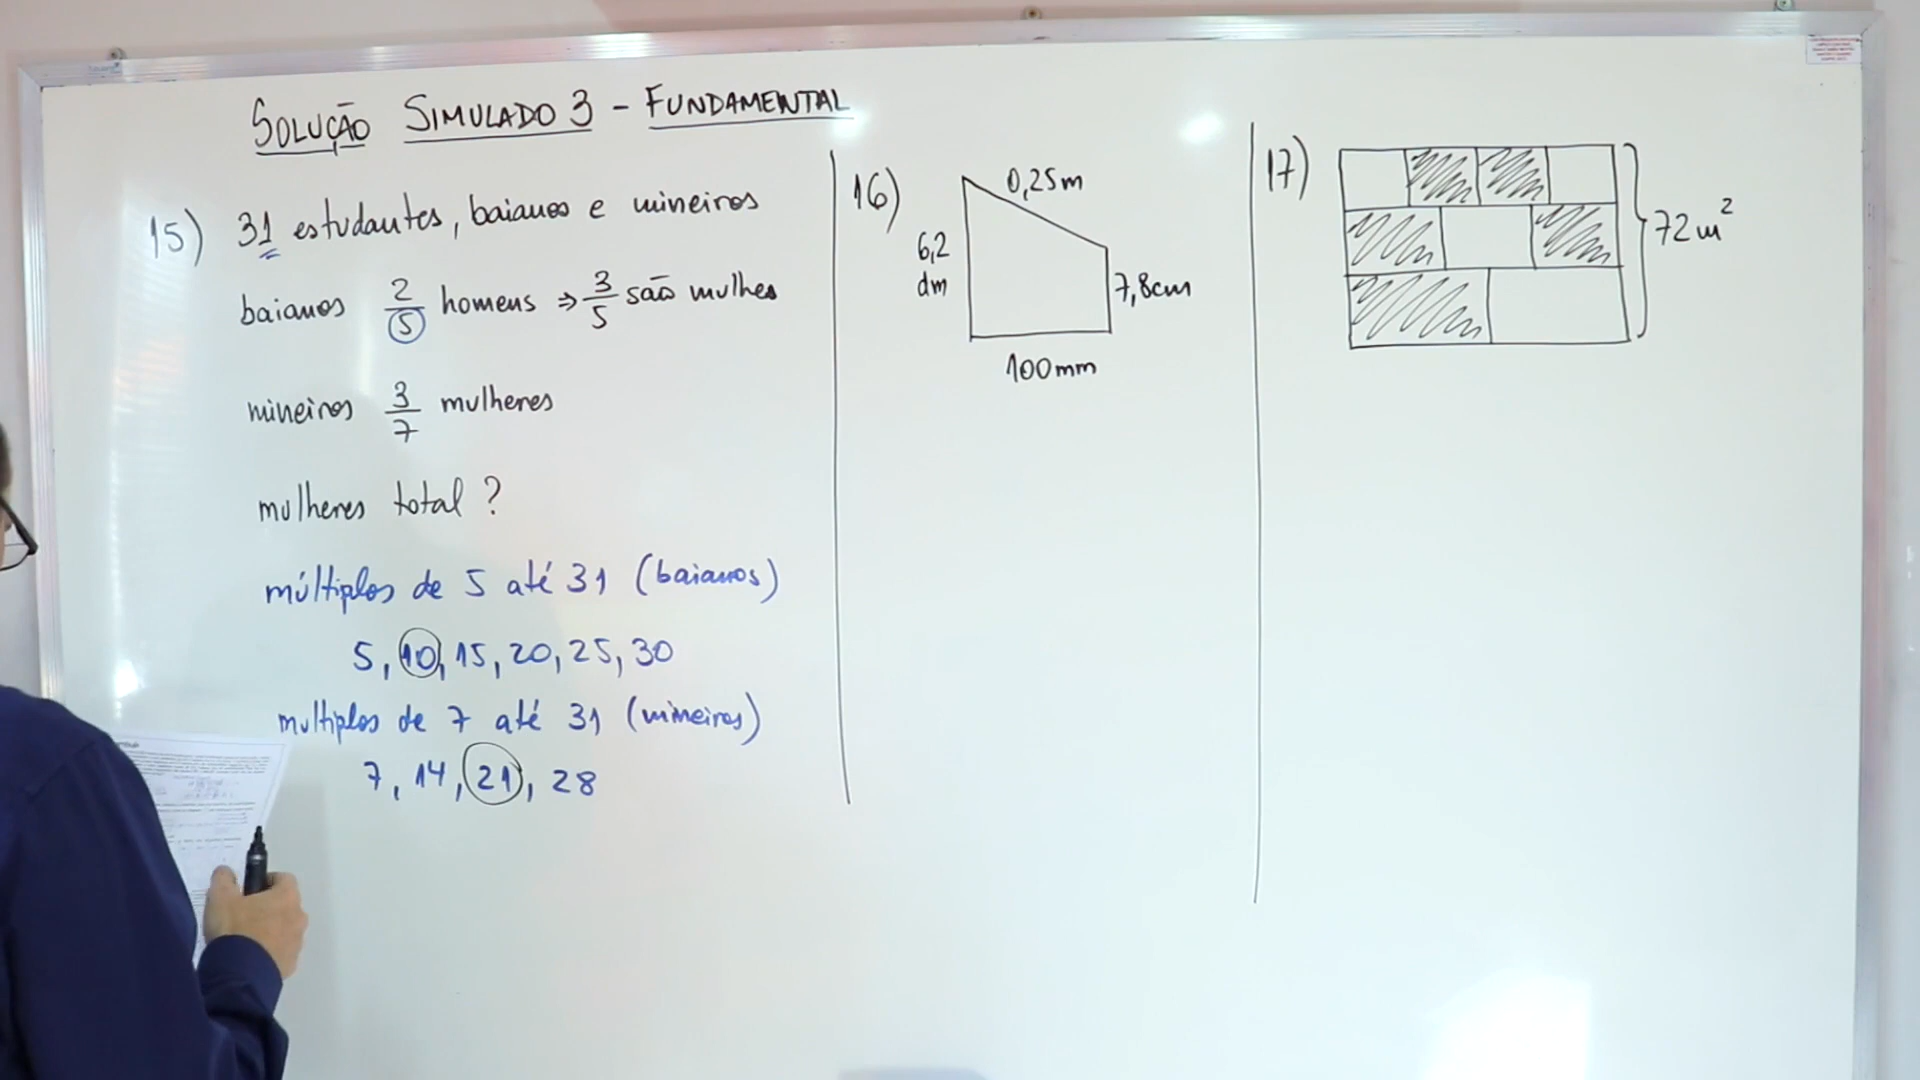 SOLUÇÃO SIMULADO 3 - FUNDAMENTAL
15) 31 estudantes, baianos e mineiros
baianos 2/5 homens ⇒ 3/5 são mulhes
mineiros 3/7 mulheres
mulheres total?
múltiplos de 5 até 31 (baianos)
5, 10, 15, 20, 25, 30
multiplos de 7 até 31 (mineiros)
7, 14, 21, 28
16)
0,25m
6,2
dm
7,8cm
100mm
17)
72m²